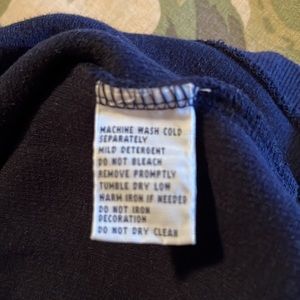 MACHINE WASH COLD
SEPARATELY
MILD DETERGENT
DO NOT BLEACH
REMOVE PROMPTLY
TUMBLE DRY LOW
WARM IRON IF NEEDED
DO NOT IRON
DECORATION
DO NOT DRY CLEAN